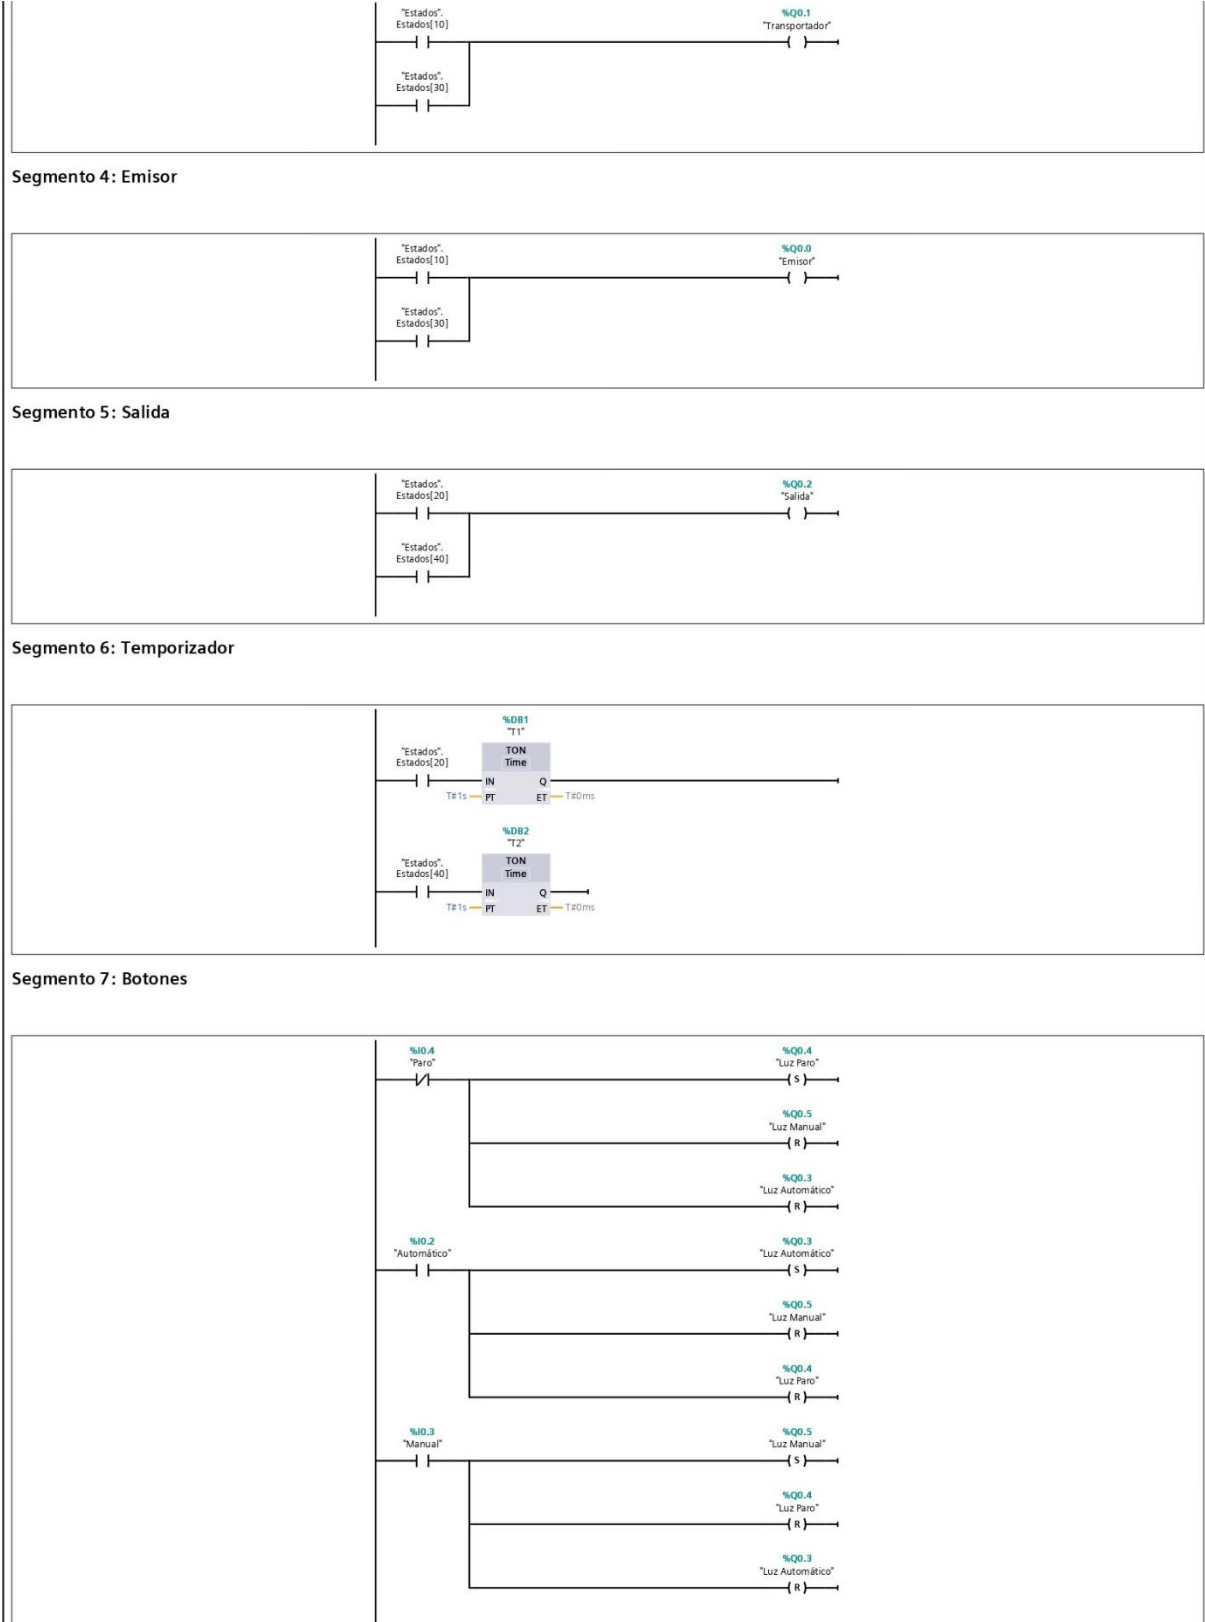 "Estados".
Estados[10]
%Q0.1
"Transportador"
"Estados".
Estados[30]
Segmento 4: Emisor
"Estados".
Estados[10]
%Q0.0
"Emisor"
"Estados".
Estados[30]
Segmento 5: Salida
"Estados".
Estados[20]
%Q0.2
"Salida"
"Estados".
Estados[40]
Segmento 6: Temporizador
%DB1
"T1"
"Estados".
Estados[20]
TON
Time
IN Q
T#1s PT ET T#0ms
%DB2
"T2"
"Estados".
Estados[40]
TON
Time
IN Q
T#1s PT ET T#0ms
Segmento 7: Botones
%I0.4
"Paro"
%Q0.4
"Luz Paro"
S
%Q0.5
"Luz Manual"
R
%Q0.3
"Luz Automático"
R
%I0.2
"Automático"
%Q0.3
"Luz Automático"
S
%Q0.5
"Luz Manual"
R
%Q0.4
"Luz Paro"
R
%I0.3
"Manual"
%Q0.5
"Luz Manual"
S
%Q0.4
"Luz Paro"
R
%Q0.3
"Luz Automático"
R